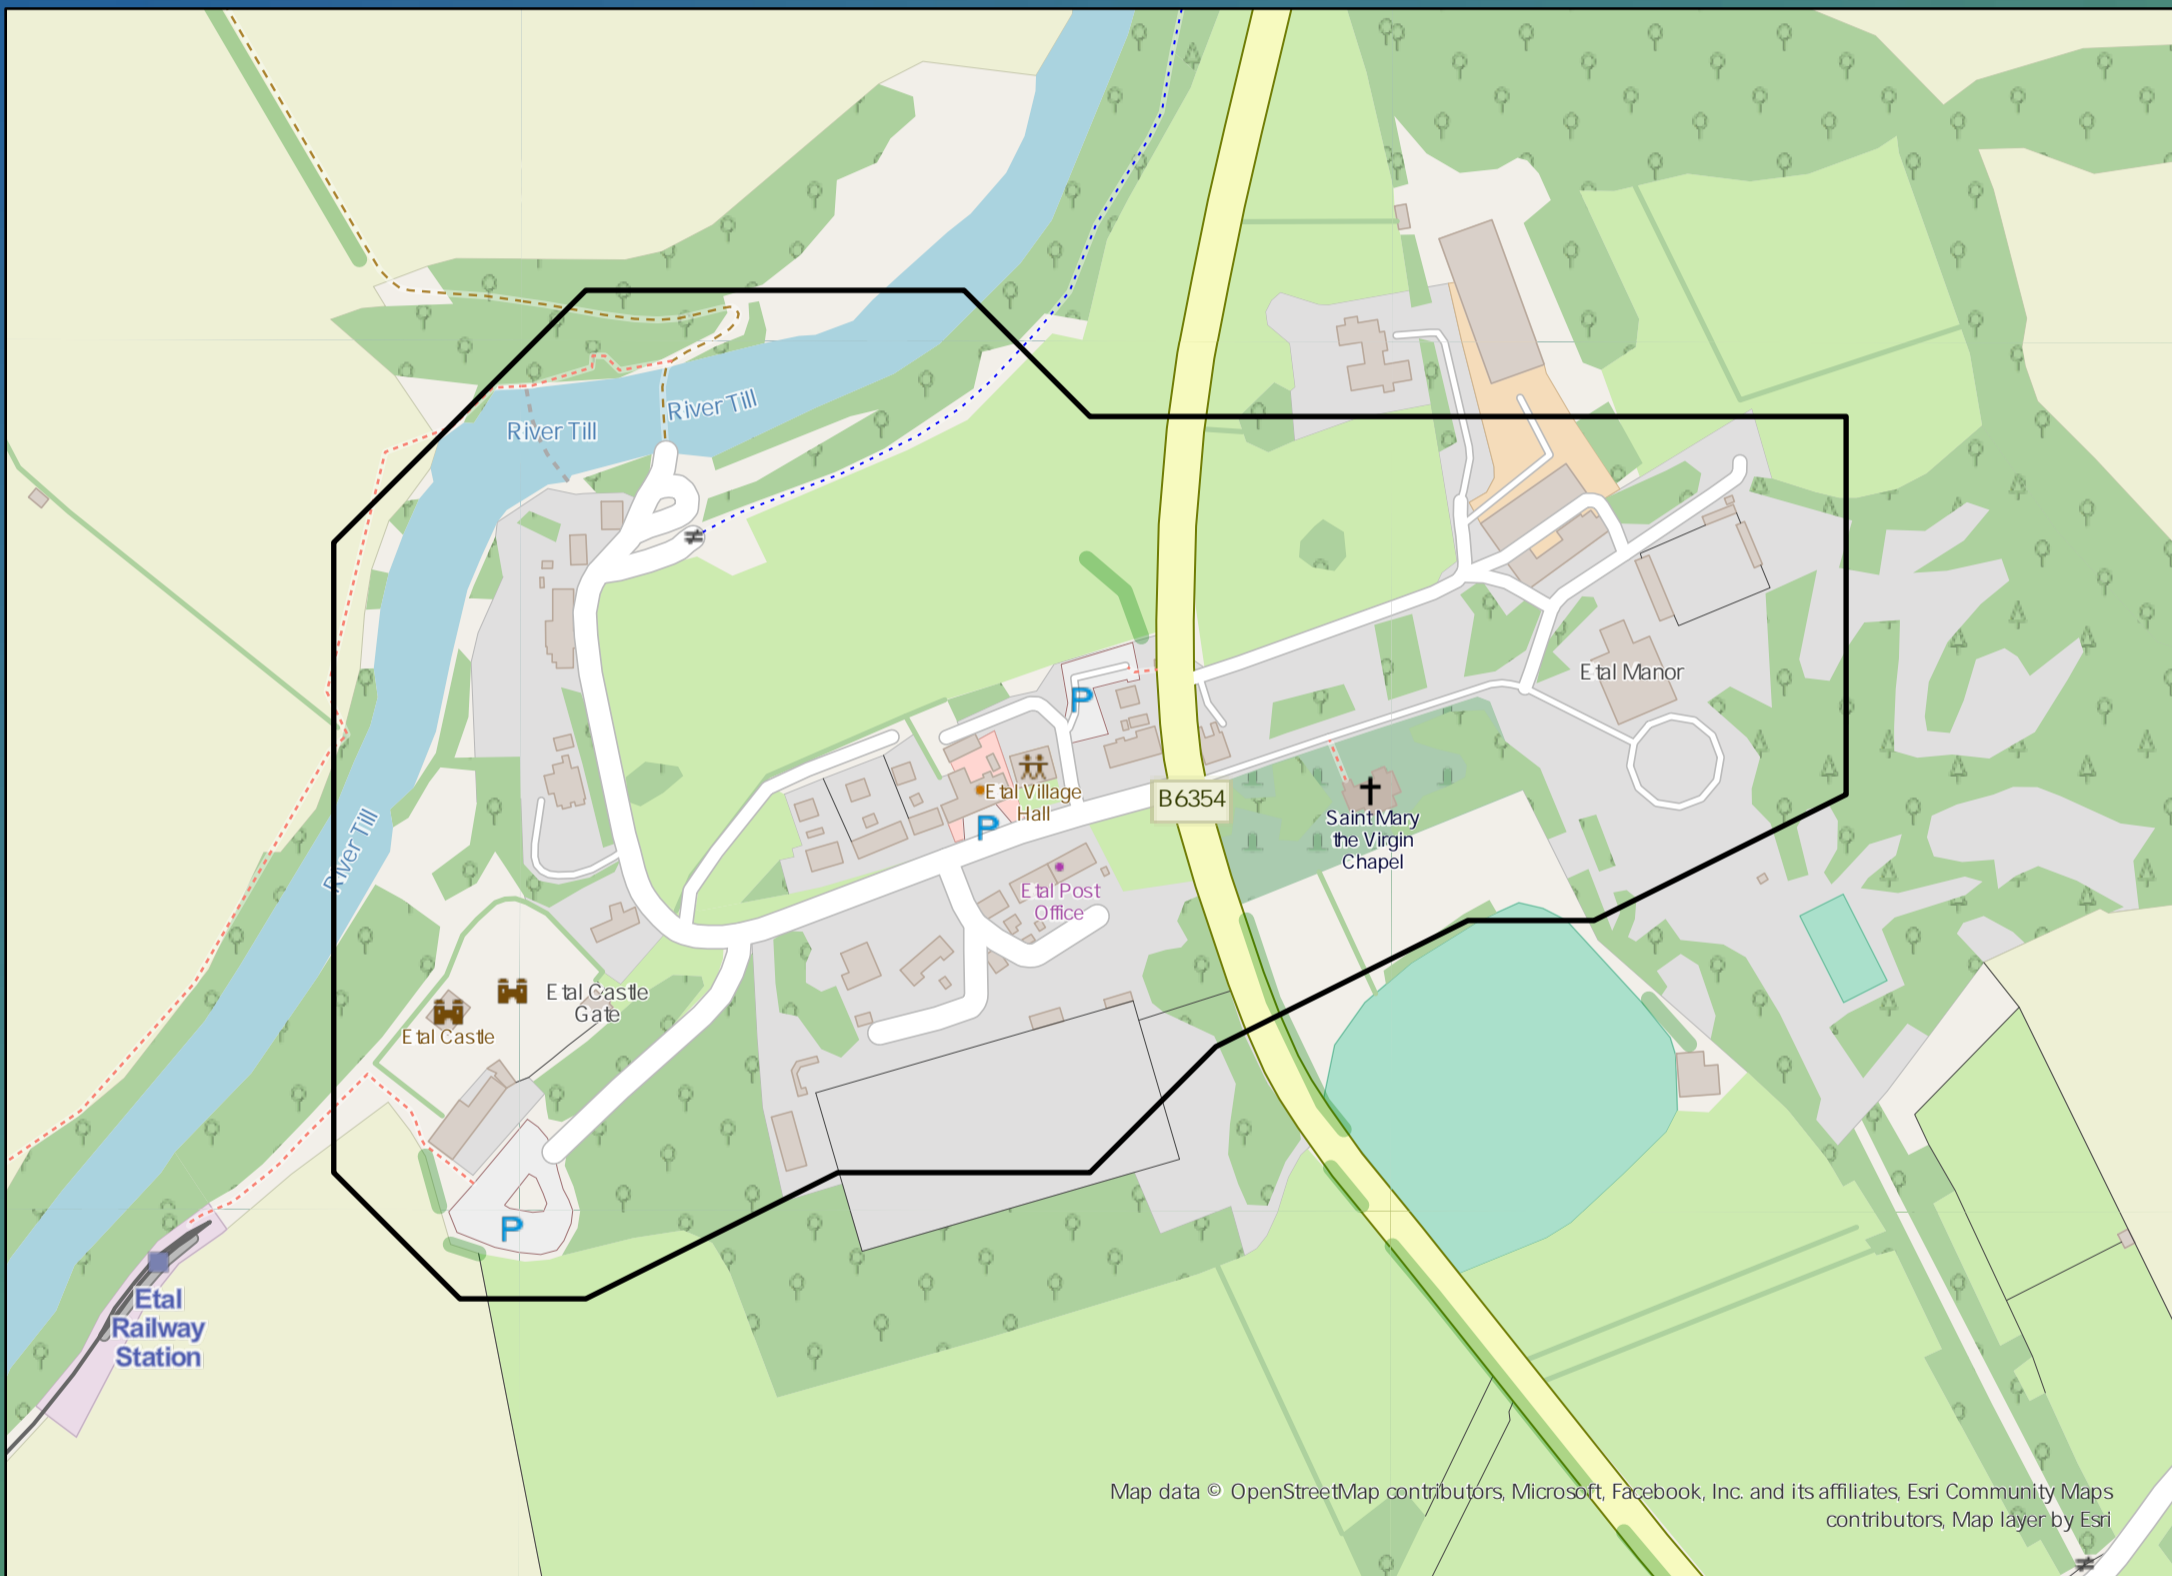 River Till
River Till
Etal Manor
P
Etal Village
Hall
P
B6354
Saint Mary
the Virgin
Chapel
River Till
Etal Post
Office
Etal Castle
Gate
Etal Castle
P
Etal
Railway
Station
Map data © OpenStreetMap contributors, Microsoft, Facebook, Inc. and its affiliates, Esri Community Maps
contributors, Map layer by Esri